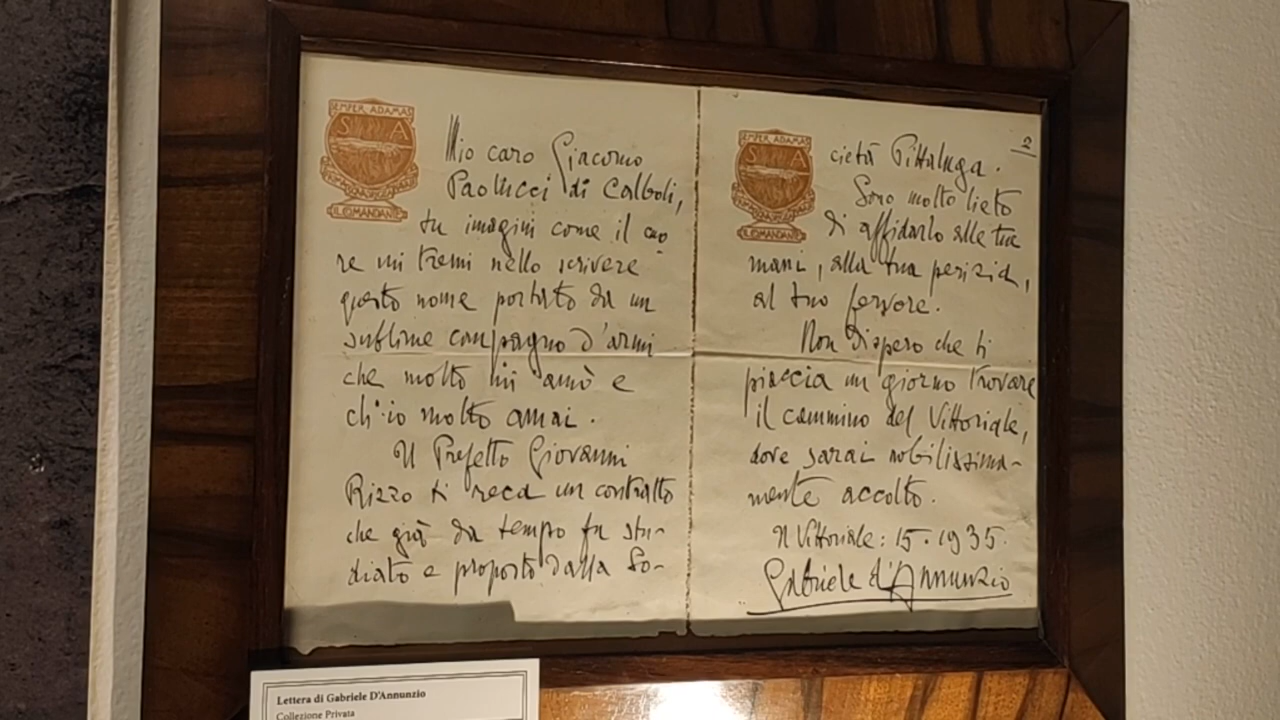 SEMPER ADAMAS
S A
IL COMANDANTE
Mio caro Giacomo
Paolucci di Calboli,
tu imagini come il cuo-
re mi tremi nello scrivere
questo nome portato da un
sublime compagno d'armi
che molto mi amò e
ch'io molto amai.
Il Prefetto Giovanni
Rizzo ti reca un contratto
che già da tempo fu stu-
diato e proposto dalla So-
2
SEMPER ADAMAS
S A
IL COMANDANTE
cietà Pittaluga.
Sono molto lieto
di affidarlo alle tue
mani, alla tua perizia,
al tuo fervore.
Non dispero che ti
piaccia un giorno trovare
il cammino del Vittoriale,
dove sarai nobilissima-
mente accolto.
Il Vittoriale: 15.1935.
Gabriele d'Annunzio
Lettera di Gabriele D'Annunzio
Collezione Privata